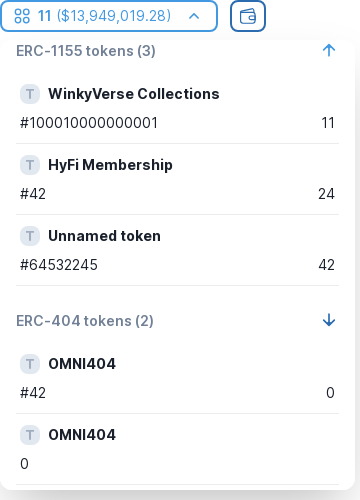 11 ($13,949,019.28)
ERC-1155 tokens (3)
T WinkyVerse Collections
#100010000000001 11
T HyFi Membership
#42 24
T Unnamed token
#64532245 42
ERC-404 tokens (2)
T OMNI404
#42 0
T OMNI404
0